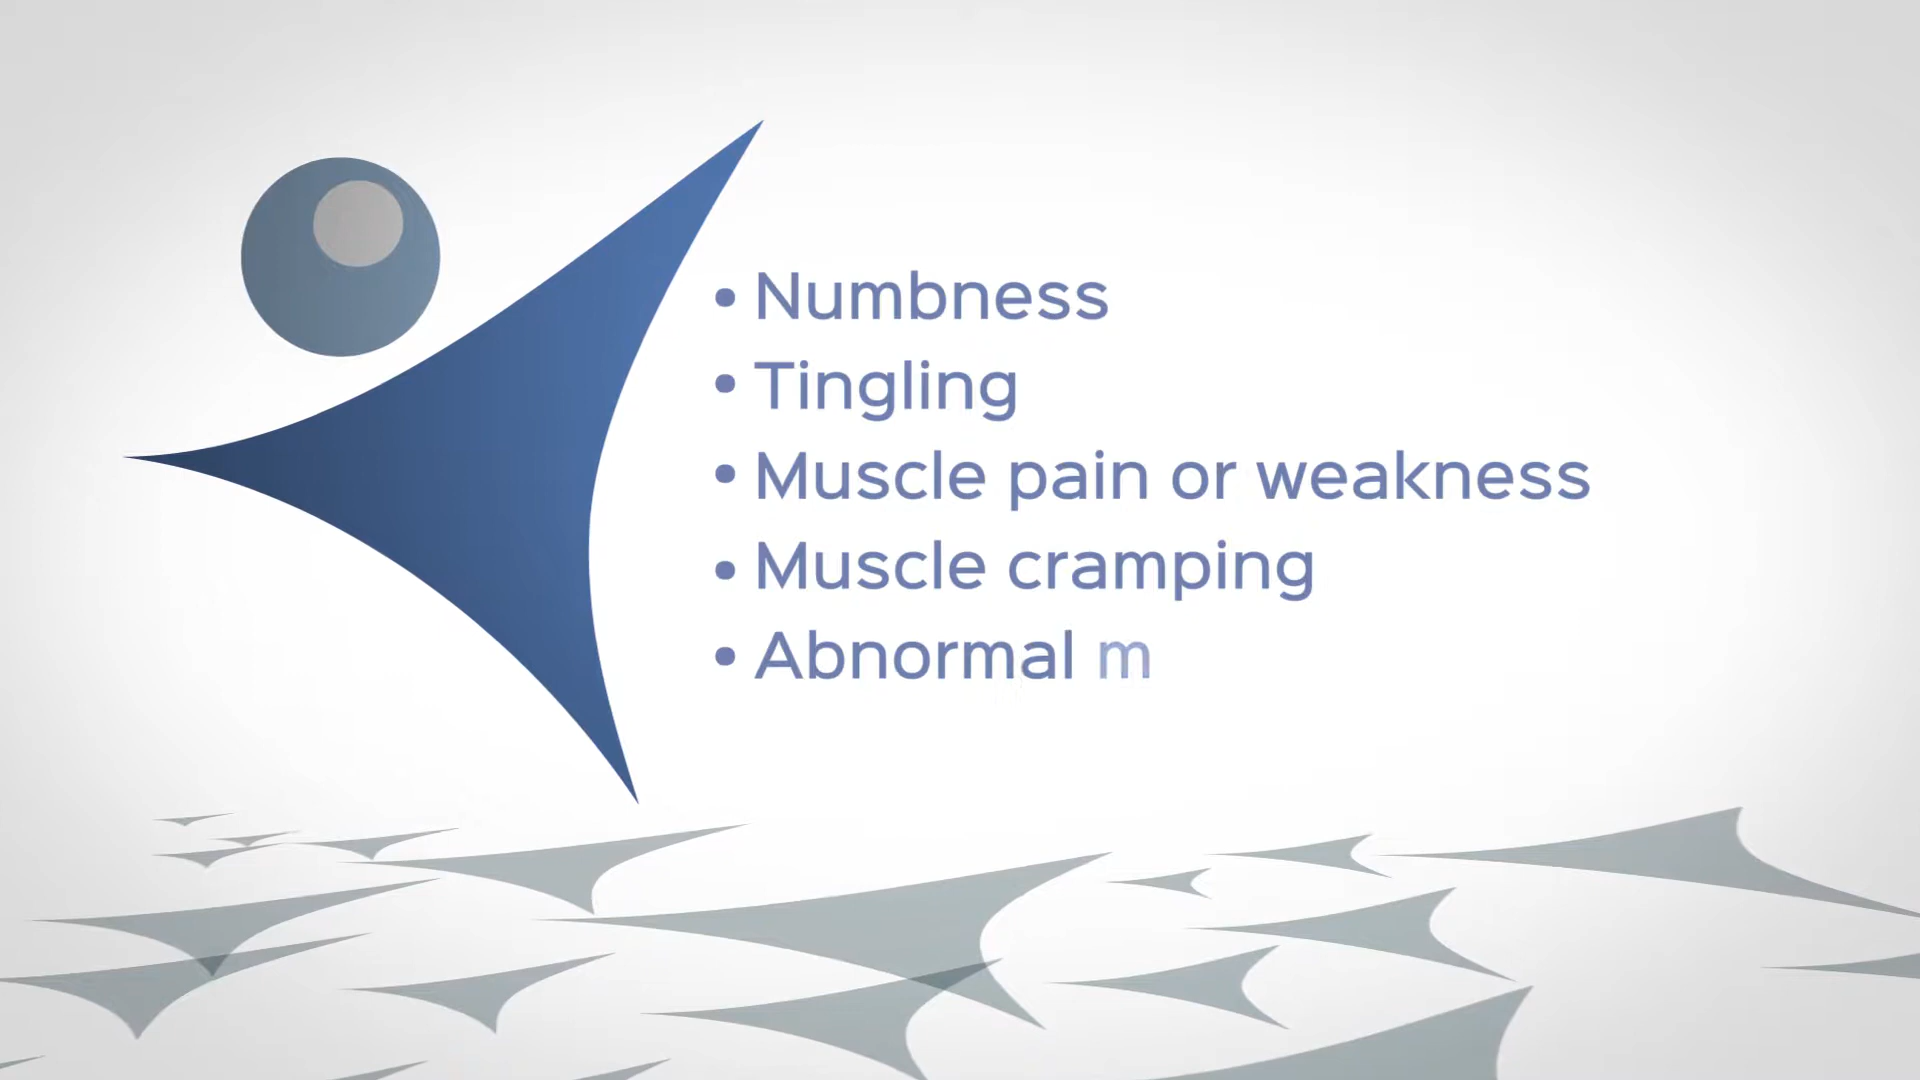 • Numbness
• Tingling
• Muscle pain or weakness
• Muscle cramping
• Abnormal m